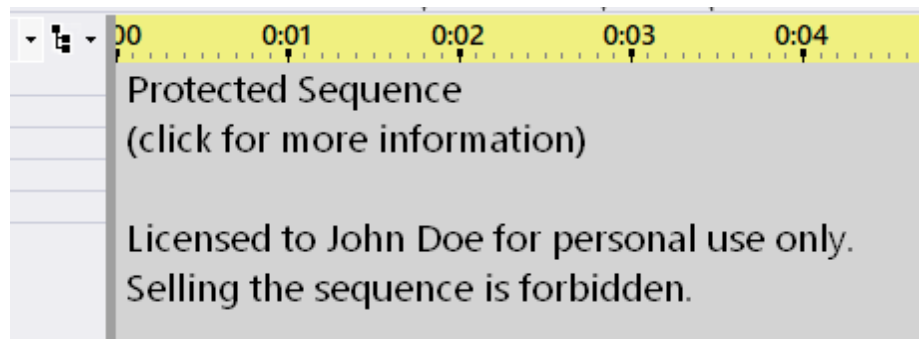 00 0:01 0:02 0:03 0:04
Protected Sequence
(click for more information)
Licensed to John Doe for personal use only.
Selling the sequence is forbidden.